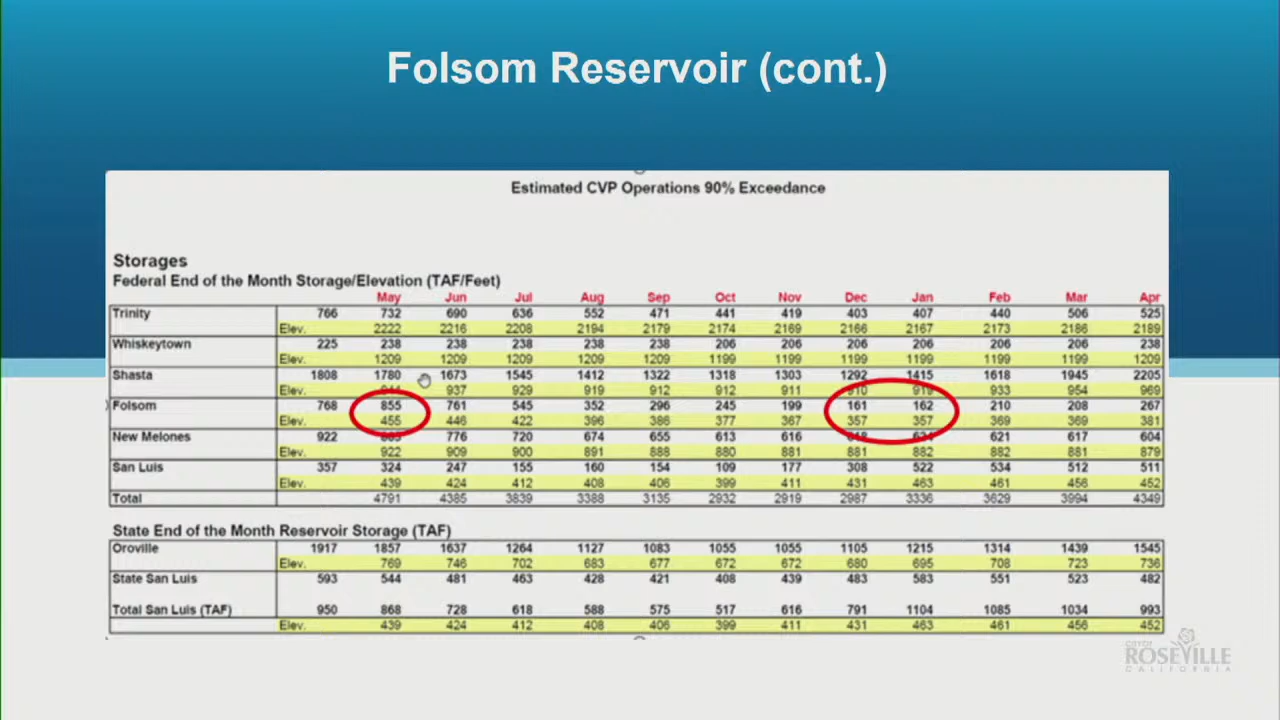 Folsom Reservoir (cont.)
Estimated CVP Operations 90% Exceedance
Storages
Federal End of the Month Storage/Elevation (TAF/Feet)
May Jun Jul Aug Sep Oct Nov Dec Jan Feb Mar Apr
Trinity 766 732 690 636 552 471 441 419 403 407 440 506 525
Elev. 2222 2216 2208 2194 2179 2174 2169 2166 2167 2173 2186 2189
Whiskeytown 225 238 238 238 238 238 206 206 206 206 206 206 238
Elev. 1209 1209 1209 1209 1209 1199 1199 1199 1199 1199 1199 1209
Shasta 1808 1780 1673 1545 1412 1322 1318 1303 1292 1415 1618 1945 2205
Elev. 937 929 919 912 912 911 910 919 933 954 969
Folsom 768 855 761 545 352 296 245 199 161 162 210 208 267
Elev. 455 446 422 396 386 377 367 357 357 369 369 381
New Melones 922 776 720 674 655 613 616 621 617 604
Elev. 922 909 900 891 888 880 881 881 882 882 881 879
San Luis 357 324 247 155 160 154 109 177 308 522 534 512 511
Elev. 439 424 412 408 406 399 411 431 463 461 456 452
Total 4791 4385 3839 3388 3135 2932 2919 2987 3336 3629 3994 4349
State End of the Month Reservoir Storage (TAF)
Oroville 1917 1857 1637 1264 1127 1083 1055 1055 1105 1215 1314 1439 1545
Elev. 769 746 702 683 677 672 672 680 695 708 723 736
State San Luis 593 544 481 463 428 421 408 439 483 583 551 523 482
Total San Luis (TAF) 950 868 728 618 588 575 517 616 791 1104 1085 1034 993
Elev. 439 424 412 408 406 399 411 431 463 461 456 452
CITY OF
ROSEVILLE
CALIFORNIA